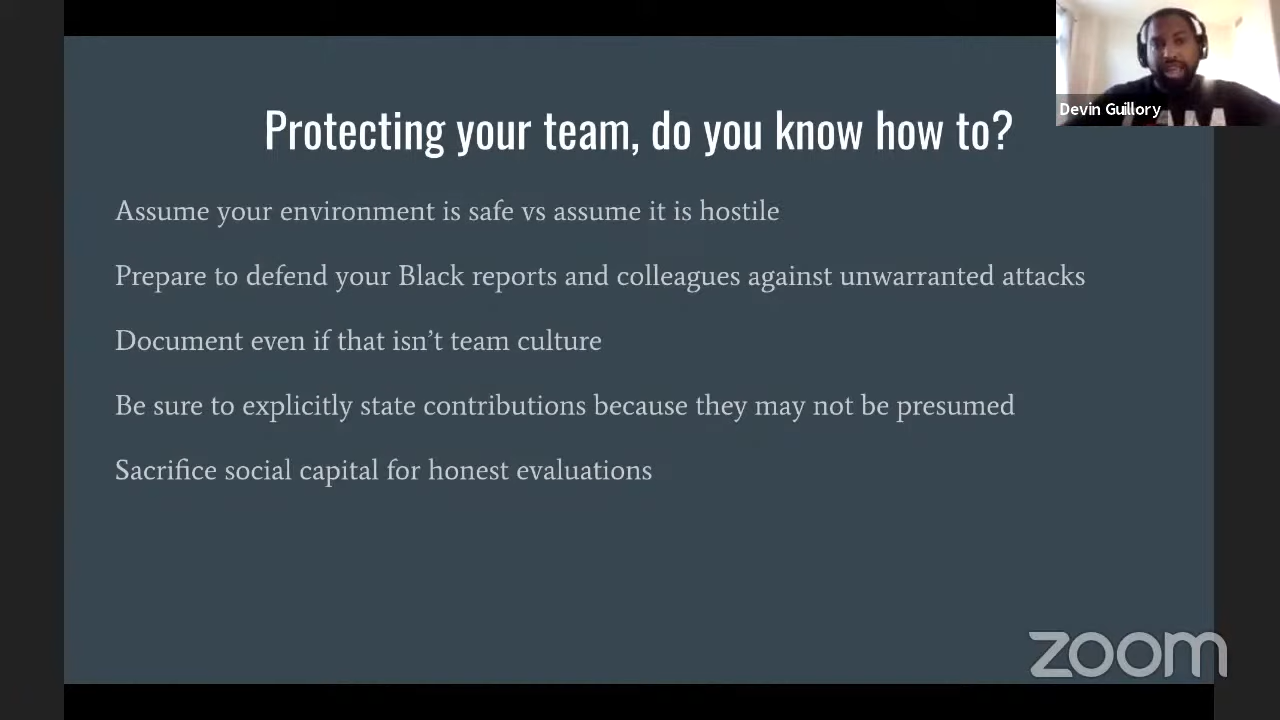 Devin Guillory
Protecting your team, do you know how to?
Assume your environment is safe vs assume it is hostile
Prepare to defend your Black reports and colleagues against unwarranted attacks
Document even if that isn’t team culture
Be sure to explicitly state contributions because they may not be presumed
Sacrifice social capital for honest evaluations
zoom